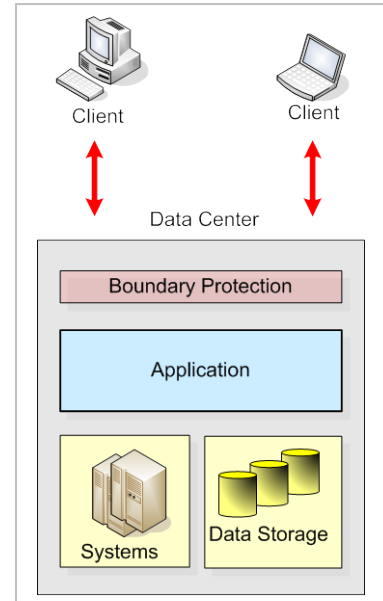 Client
Client
Data Center
Boundary Protection
Application
Systems
Data Storage